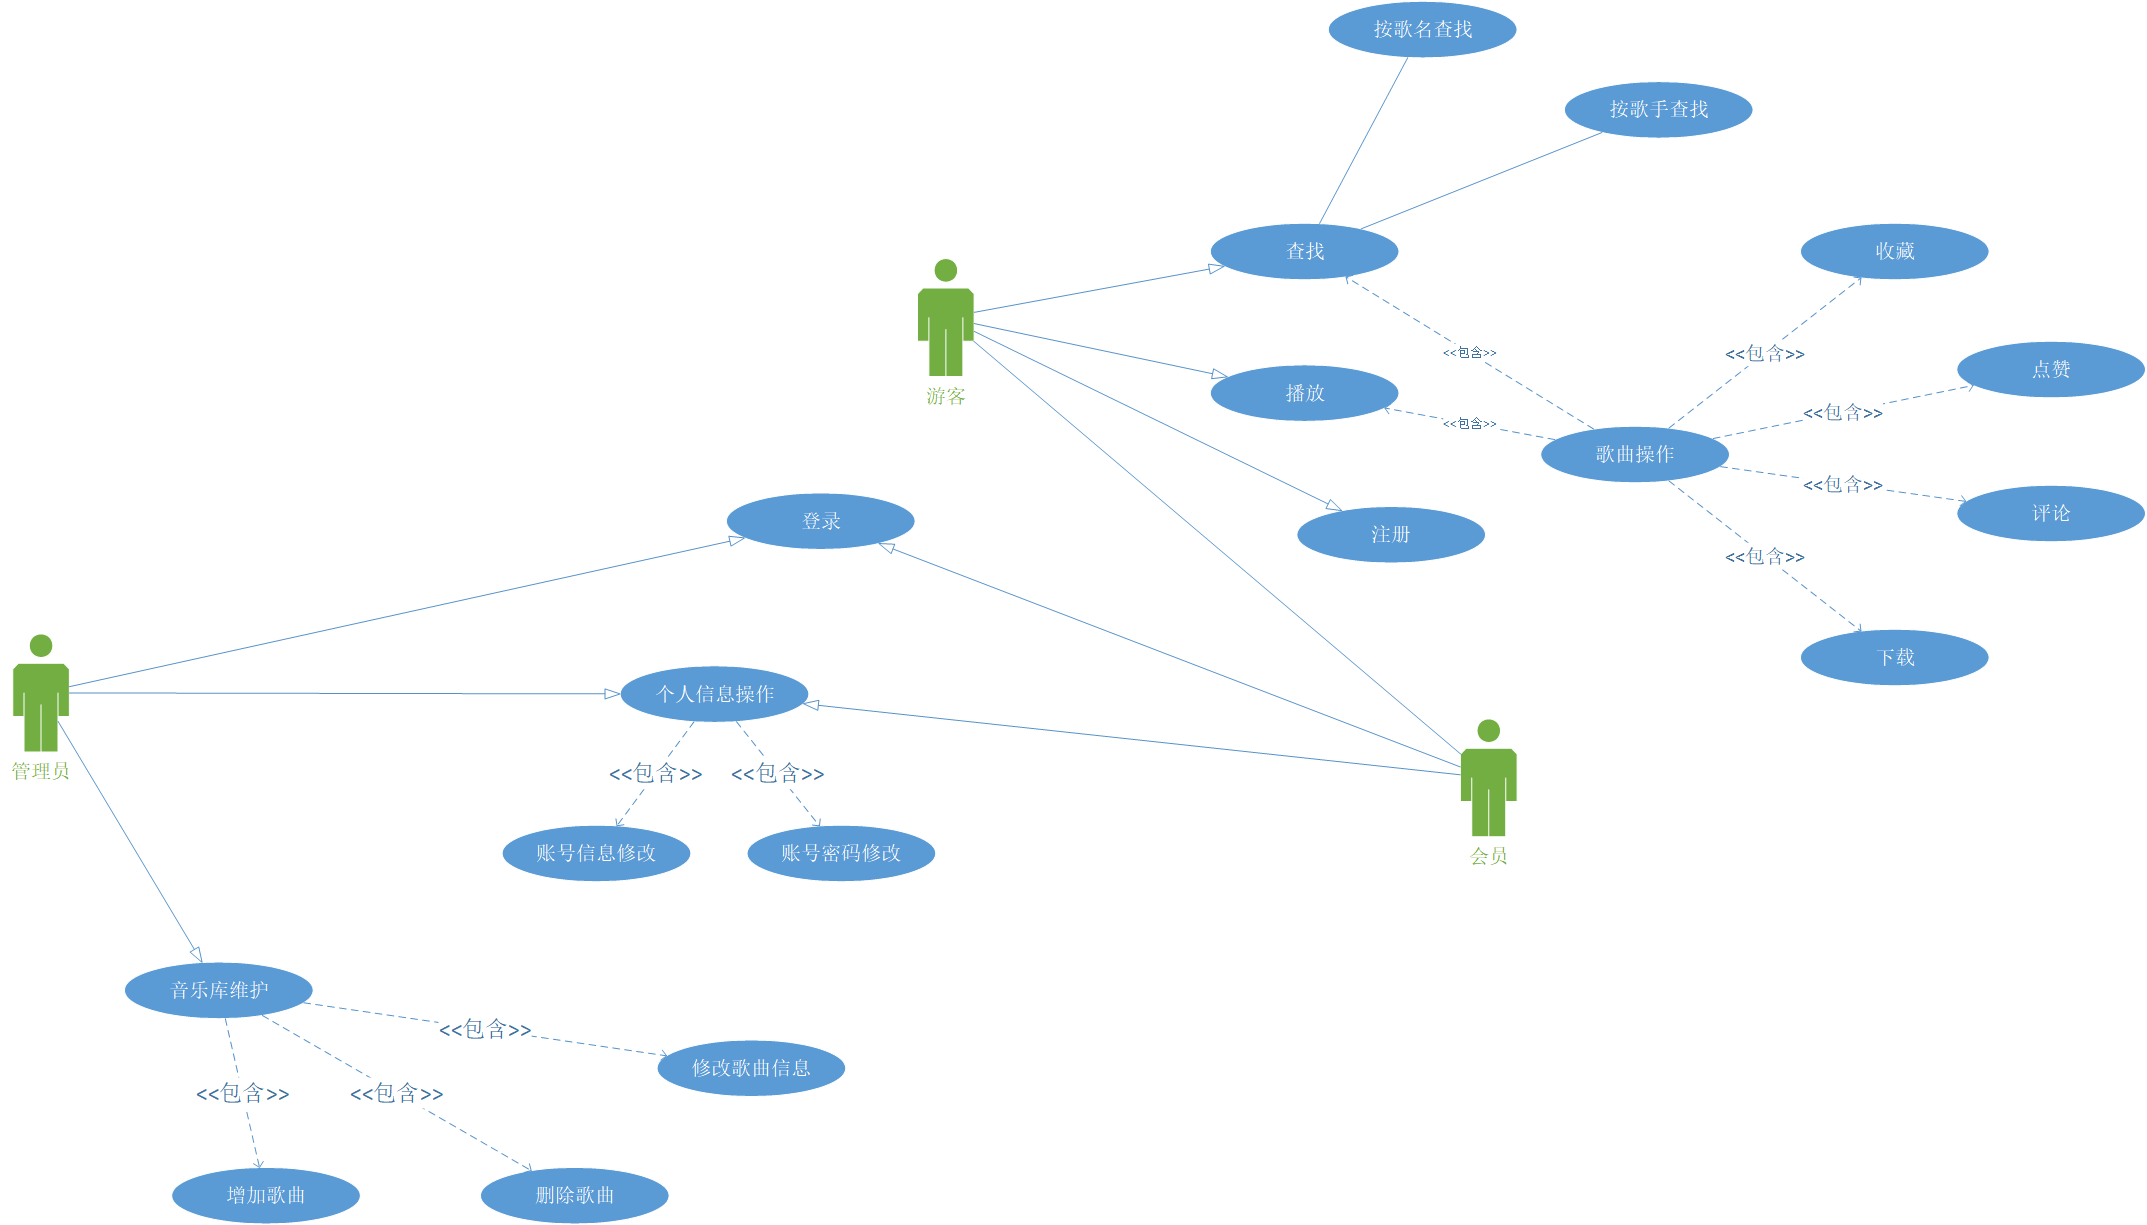 按歌名查找
按歌手查找
查找
收藏
<<包含>>
<<包含>>
点赞
游客
播放
<<包含>>
<<包含>>
歌曲操作
<<包含>>
评论
登录
注册
<<包含>>
下载
个人信息操作
管理员
<<包含>>
<<包含>>
账号信息修改
账号密码修改
会员
音乐库维护
<<包含>>
修改歌曲信息
<<包含>>
<<包含>>
增加歌曲
删除歌曲